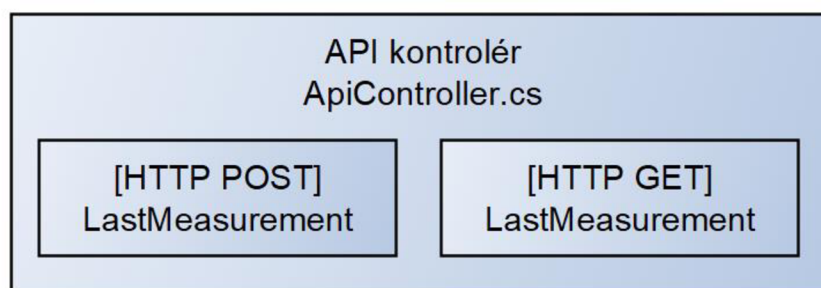 API kontrolér
ApiController.cs
[HTTP POST]
LastMeasurement
[HTTP GET]
LastMeasurement